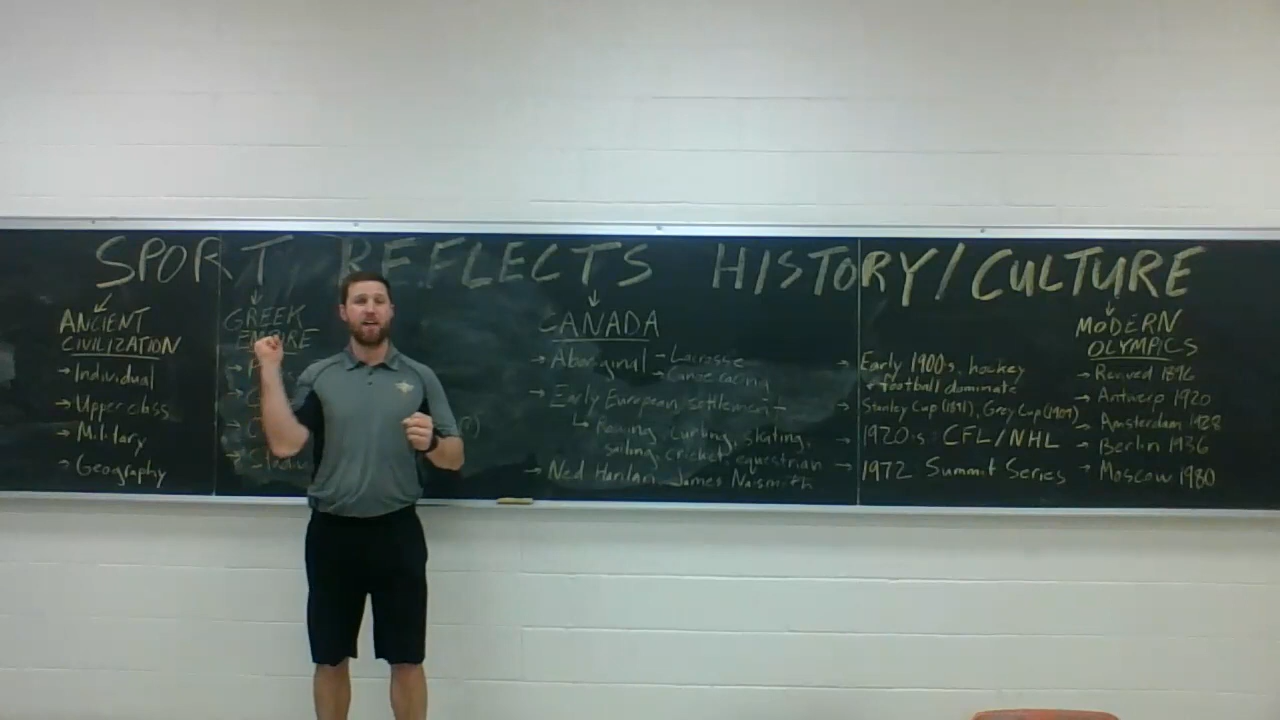 SPORT REFLECTS HISTORY/CULTURE
ANCIENT
CIVILIZATION
→ Individual
→ Upper class
→ Military
→ Geography
GREEK
EMPIRE
CANADA
→ Aboriginal → Lacrosse
→ Canoe racing
→ Early European settlement
↳ Rowing, curling, skating,
sailing, cricket, equestrian
→ Ned Hanlan, James Naismith
→ Early 1900s, hockey
+ football dominate
→ Stanley Cup (1891), Grey Cup (1909)
→ 1920s: CFL/NHL
→ 1972 Summit Series
MODERN
OLYMPICS
→ Revived 1896
→ Antwerp 1920
→ Amsterdam 1928
→ Berlin 1936
→ Moscow 1980